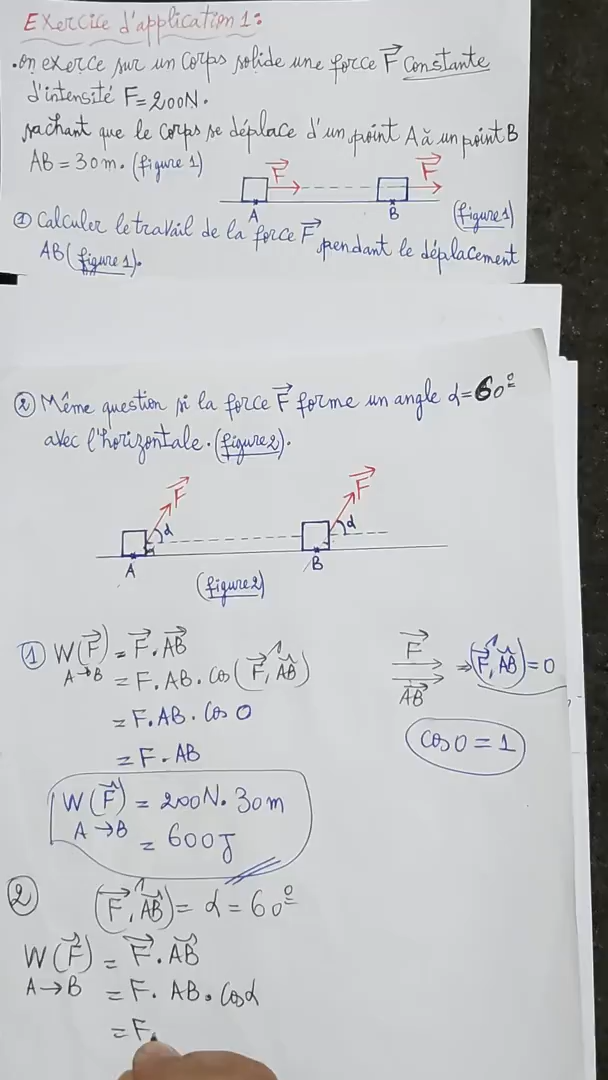 Exercice d'application 1:
.on exerce sur un corps solide une force F⃗ Constante
d'intensité F=200N.
sachant que le corps se déplace d'un point A à un point B
AB=30m. (figure 1)
F⃗ F⃗
A B (figure 1)
① Calculer le travail de la force F⃗ pendant le déplacement
AB (figure 1).
② Même question si la force F⃗ forme un angle α=60°
avec l'horizontale. (figure 2).
F⃗ F⃗
α α
A B
(figure 2)
① W(F⃗) = F⃗.AB⃗
A→B = F.AB.cos(F⃗,AB⃗)
= F.AB.cos 0
= F.AB
F⃗ ⇒(F⃗,AB⃗)=0
AB⃗
cos 0 = 1
W(F⃗) = 200N.30m
A→B = 600J
② (F⃗,AB⃗)= α = 60°
W(F⃗) = F⃗.AB⃗
A→B = F.AB.cosα
= F.